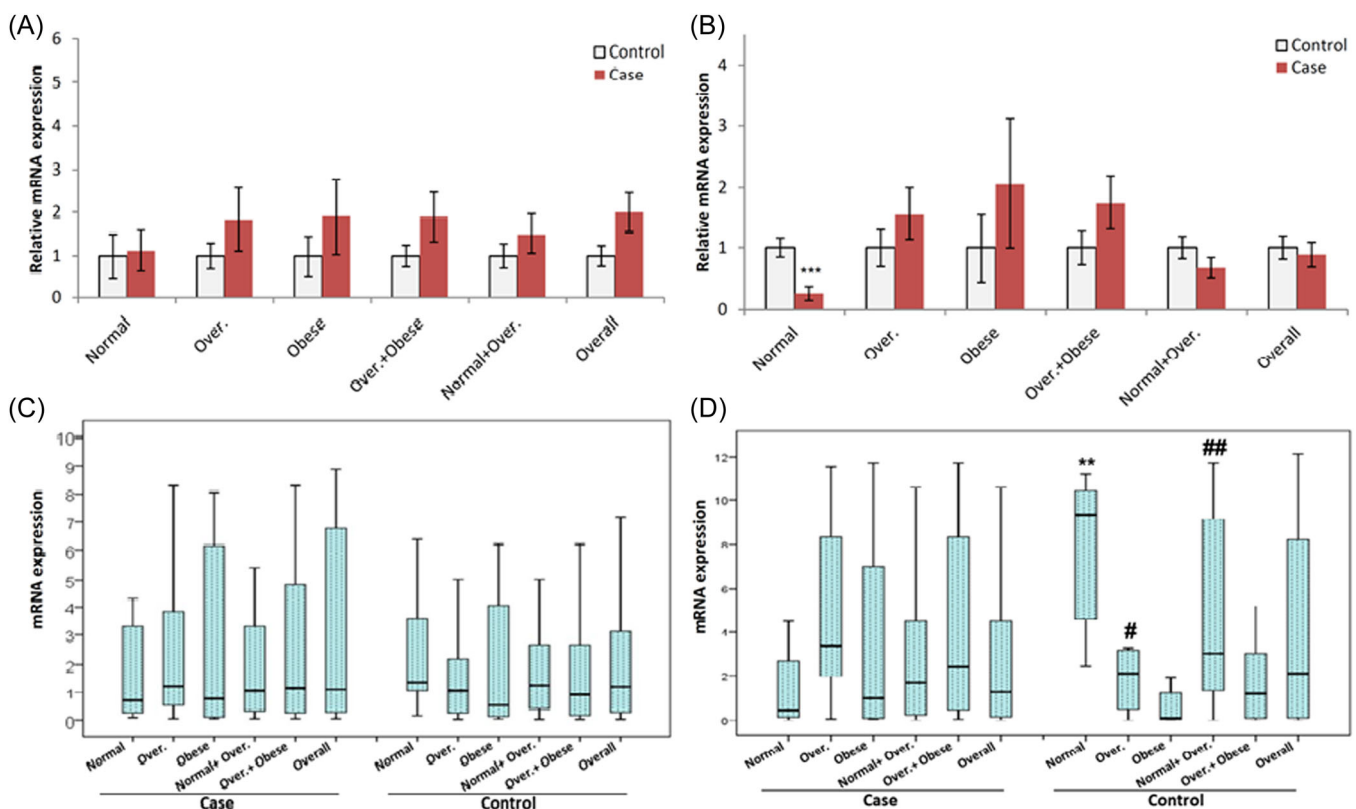 (A)
Relative mRNA expression
6
5
4
3
2
1
0
Control
Case
Normal
Over.
Obese
Over.+Obese
Normal+Over.
Overall
(B)
Relative mRNA expression
4
3
2
1
0
Control
Case
***
Normal
Over.
Obese
Over.+Obese
Normal+Over.
Overall
(C)
mRNA expression
10
9
8
7
6
5
4
3
2
1
0
Normal
Over.
Obese
Normal+ Over.
Over.+ Obese
Overall
Normal
Over.
Obese
Normal+ Over.
Over.+ Obese
Overall
Case
Control
(D)
mRNA expression
12
10
8
6
4
2
0
**
#
##
Normal
Over.
Obese
Normal+ Over.
Over.+ Obese
Overall
Normal
Over.
Obese
Normal+ Over.
Over.+ Obese
Overall
Case
Control